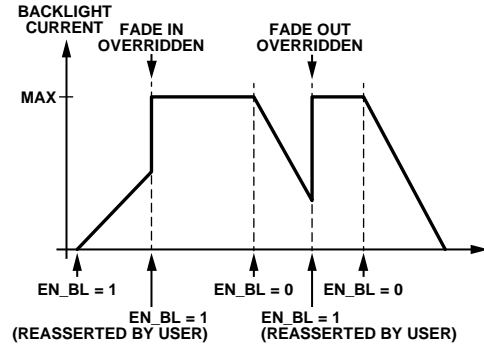 BACKLIGHT
CURRENT
FADE IN
OVERRIDDEN
FADE OUT
OVERRIDDEN
MAX
EN_BL = 1
EN_BL = 0
EN_BL = 0
EN_BL = 1
(REASSERTED BY USER)
EN_BL = 1
(REASSERTED BY USER)